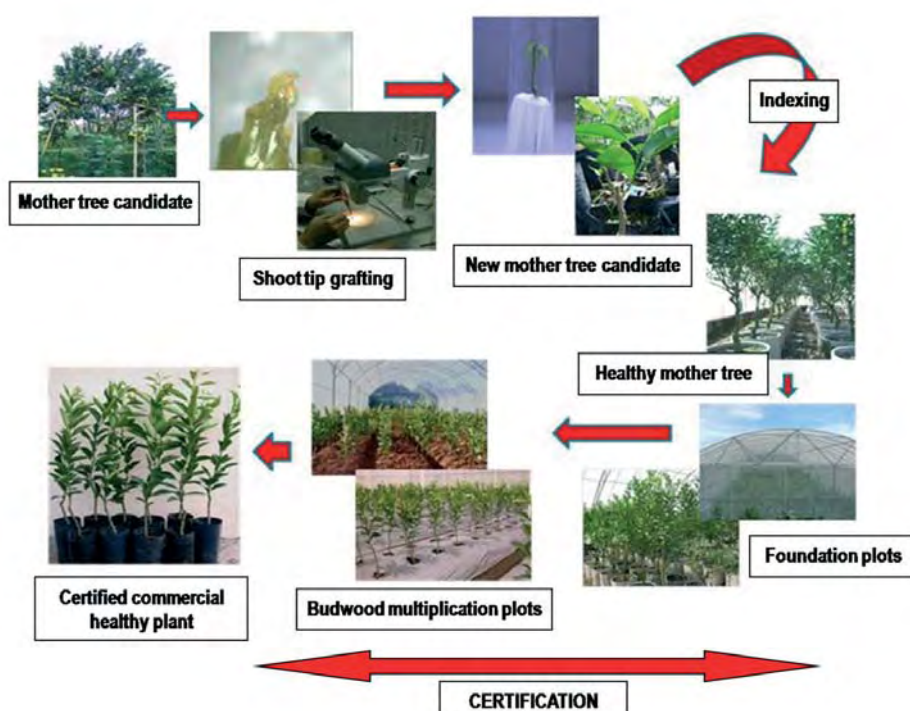 Mother tree candidate
Shoot tip grafting
New mother tree candidate
Indexing
Healthy mother tree
Foundation plots
Budwood multiplication plots
Certified commercial
healthy plant
CERTIFICATION